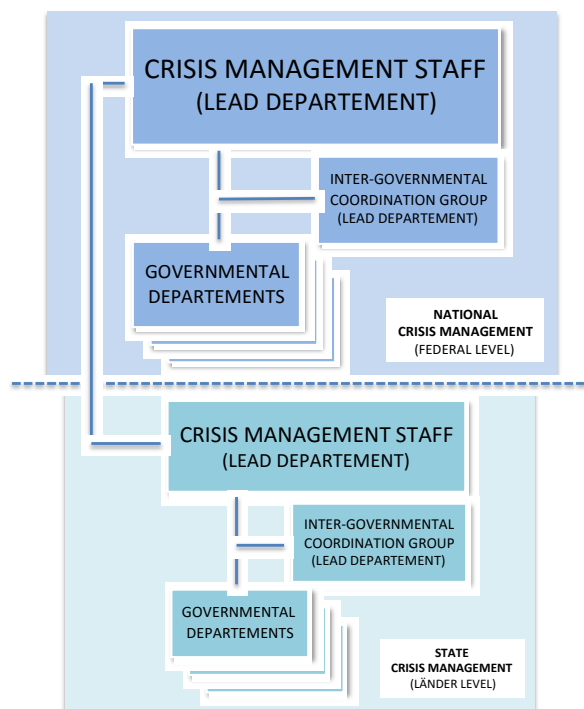 CRISIS MANAGEMENT STAFF
(LEAD DEPARTEMENT)
INTER-GOVERNMENTAL
COORDINATION GROUP
(LEAD DEPARTEMENT)
GOVERNMENTAL
DEPARTEMENTS
NATIONAL
CRISIS MANAGEMENT
(FEDERAL LEVEL)
CRISIS MANAGEMENT STAFF
(LEAD DEPARTEMENT)
INTER-GOVERNMENTAL
COORDINATION GROUP
(LEAD DEPARTEMENT)
GOVERNMENTAL
DEPARTEMENTS
STATE
CRISIS MANAGEMENT
(LÄNDER LEVEL)